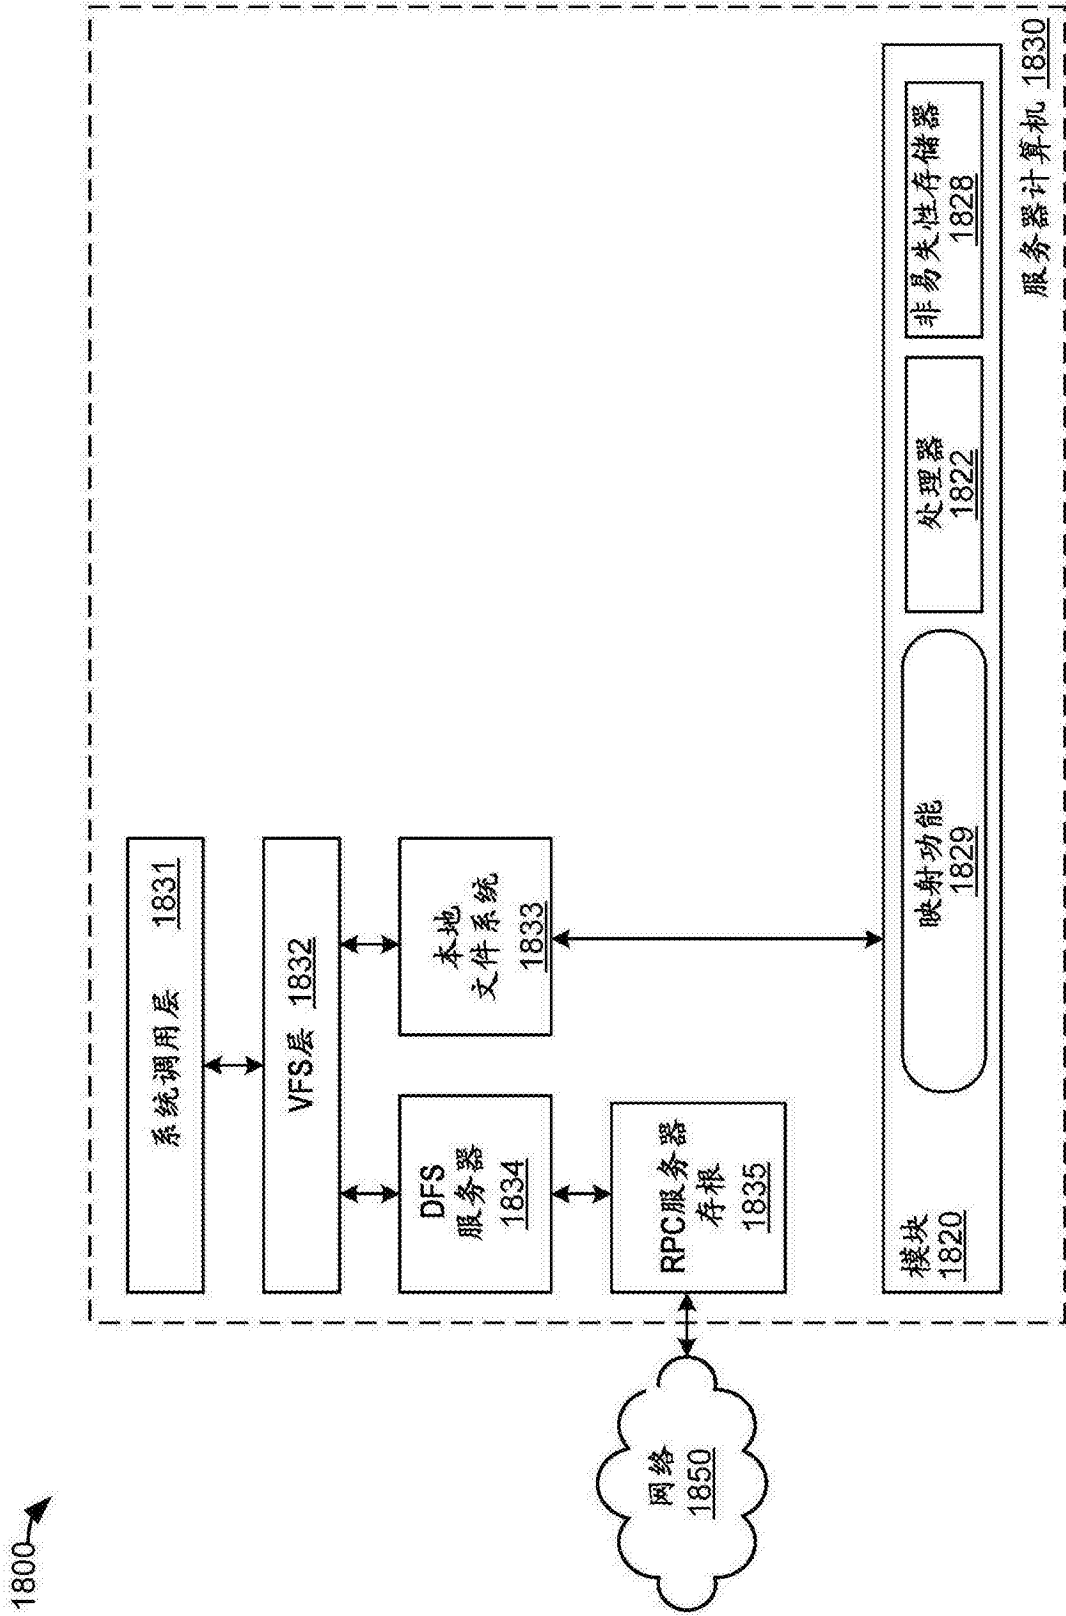 1800
系统调用层 1831
VFS层 1832
DFS
服务器
1834
本地
文件系统
1833
RPC服务器
存根
1835
网络
1850
模块
1820
映射功能
1829
处理器
1822
非易失性存储器
1828
服务器计算机 1830